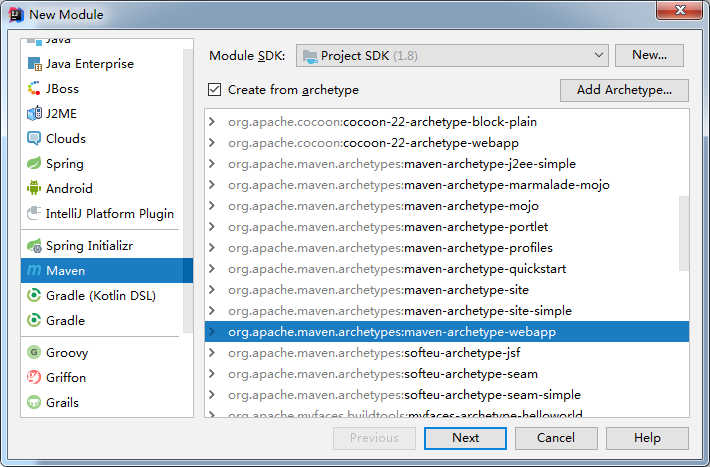 New Module
Java
Java Enterprise
JBoss
J2ME
Clouds
Spring
Android
IntelliJ Platform Plugin
Spring Initializr
Maven
Gradle (Kotlin DSL)
Gradle
Groovy
Griffon
Grails
Module SDK: Project SDK (1.8) New...
Create from archetype Add Archetype...
org.apache.cocoon:cocoon-22-archetype-block-plain
org.apache.cocoon:cocoon-22-archetype-webapp
org.apache.maven.archetypes:maven-archetype-j2ee-simple
org.apache.maven.archetypes:maven-archetype-marmalade-mojo
org.apache.maven.archetypes:maven-archetype-mojo
org.apache.maven.archetypes:maven-archetype-portlet
org.apache.maven.archetypes:maven-archetype-profiles
org.apache.maven.archetypes:maven-archetype-quickstart
org.apache.maven.archetypes:maven-archetype-site
org.apache.maven.archetypes:maven-archetype-site-simple
org.apache.maven.archetypes:maven-archetype-webapp
org.apache.maven.archetypes:softeu-archetype-jsf
org.apache.maven.archetypes:softeu-archetype-seam
org.apache.maven.archetypes:softeu-archetype-seam-simple
org.apache.myfaces.buildtools:myfaces-archetype-helloworld
Previous Next Cancel Help